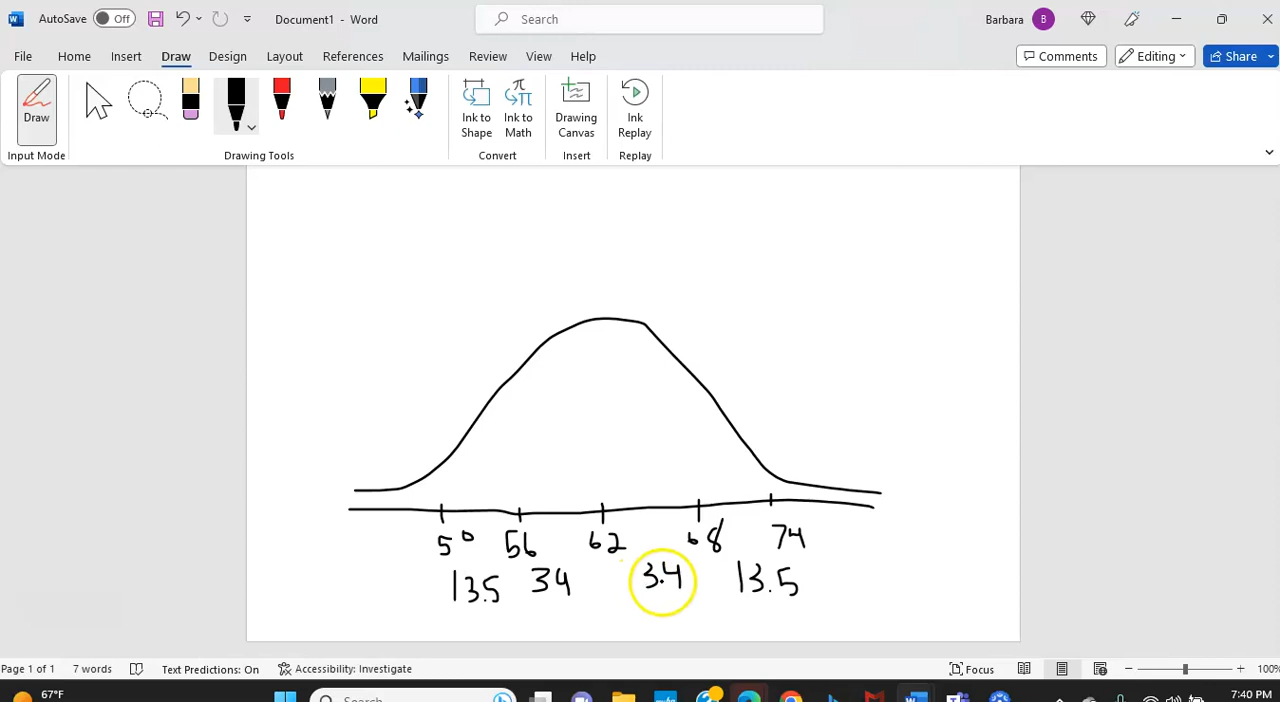 AutoSave Off Document1 - Word Search Barbara B
File Home Insert Draw Design Layout References Mailings Review View Help Comments Editing Share
Draw
Input Mode
Drawing Tools
Ink to Shape
Ink to Math
Convert
Drawing Canvas
Insert
Ink Replay
Replay
50 56 62 68 74
13.5 34 3.4 13.5
Page 1 of 1 7 words Text Predictions: On Accessibility: Investigate Focus 100%
67°F Search 7:40 PM